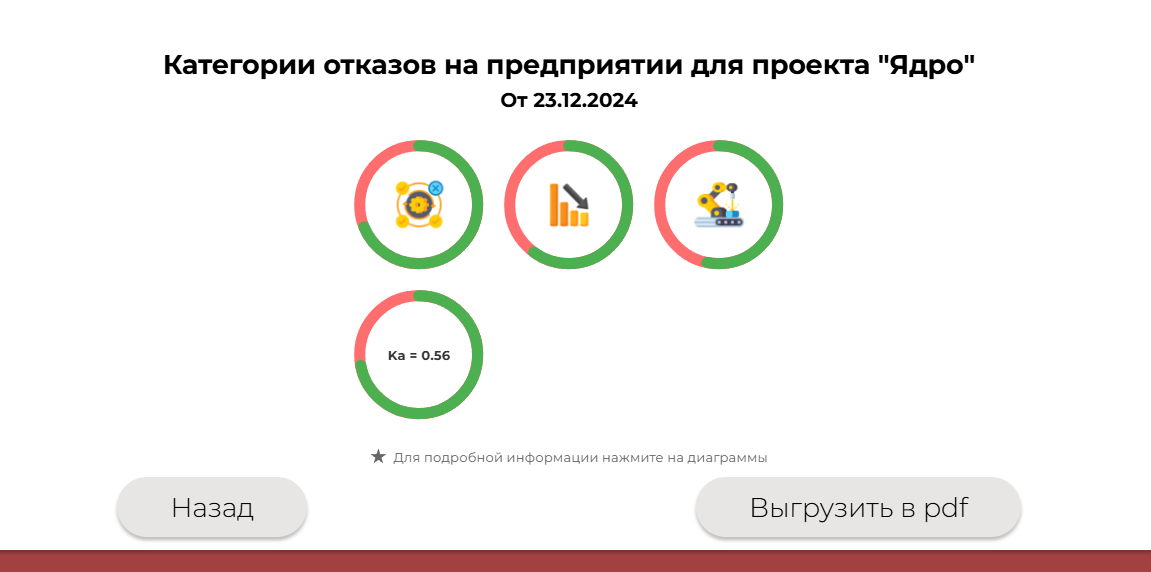 Категории отказов на предприятии для проекта "Ядро"
От 23.12.2024
Ka = 0.56
Для подробной информации нажмите на диаграммы
Назад
Выгрузить в pdf